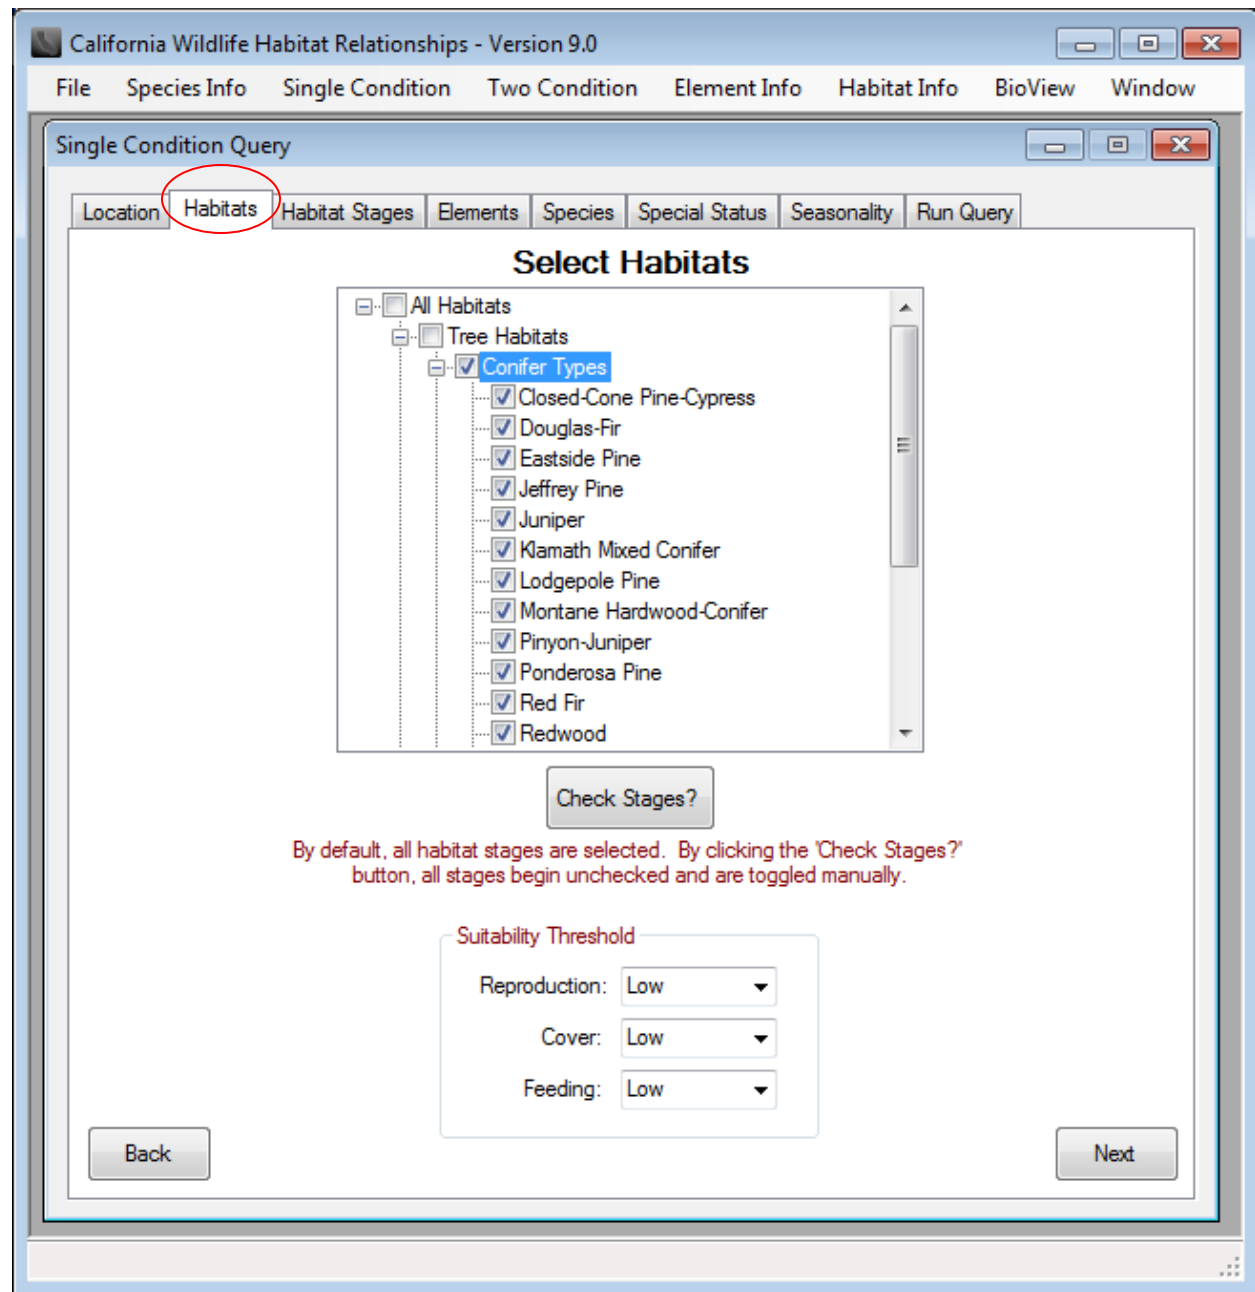 California Wildlife Habitat Relationships - Version 9.0
File Species Info Single Condition Two Condition Element Info Habitat Info BioView Window
Single Condition Query
Location Habitats Habitat Stages Elements Species Special Status Seasonality Run Query
Select Habitats
All Habitats
Tree Habitats
Conifer Types
Closed-Cone Pine-Cypress
Douglas-Fir
Eastside Pine
Jeffrey Pine
Juniper
Klamath Mixed Conifer
Lodgepole Pine
Montane Hardwood-Conifer
Pinyon-Juniper
Ponderosa Pine
Red Fir
Redwood
Check Stages?
By default, all habitat stages are selected. By clicking the 'Check Stages?'
button, all stages begin unchecked and are toggled manually.
Suitability Threshold
Reproduction: Low
Cover: Low
Feeding: Low
Back Next